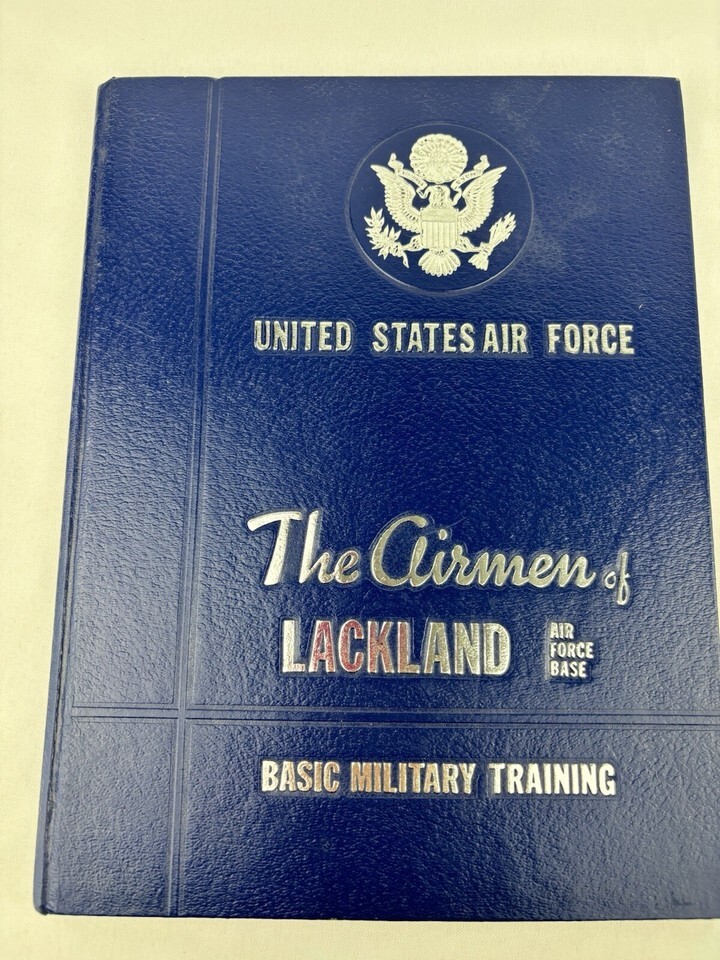 UNITED STATES AIR FORCE
The Airmen of
LACKLAND AIR FORCE BASE
BASIC MILITARY TRAINING